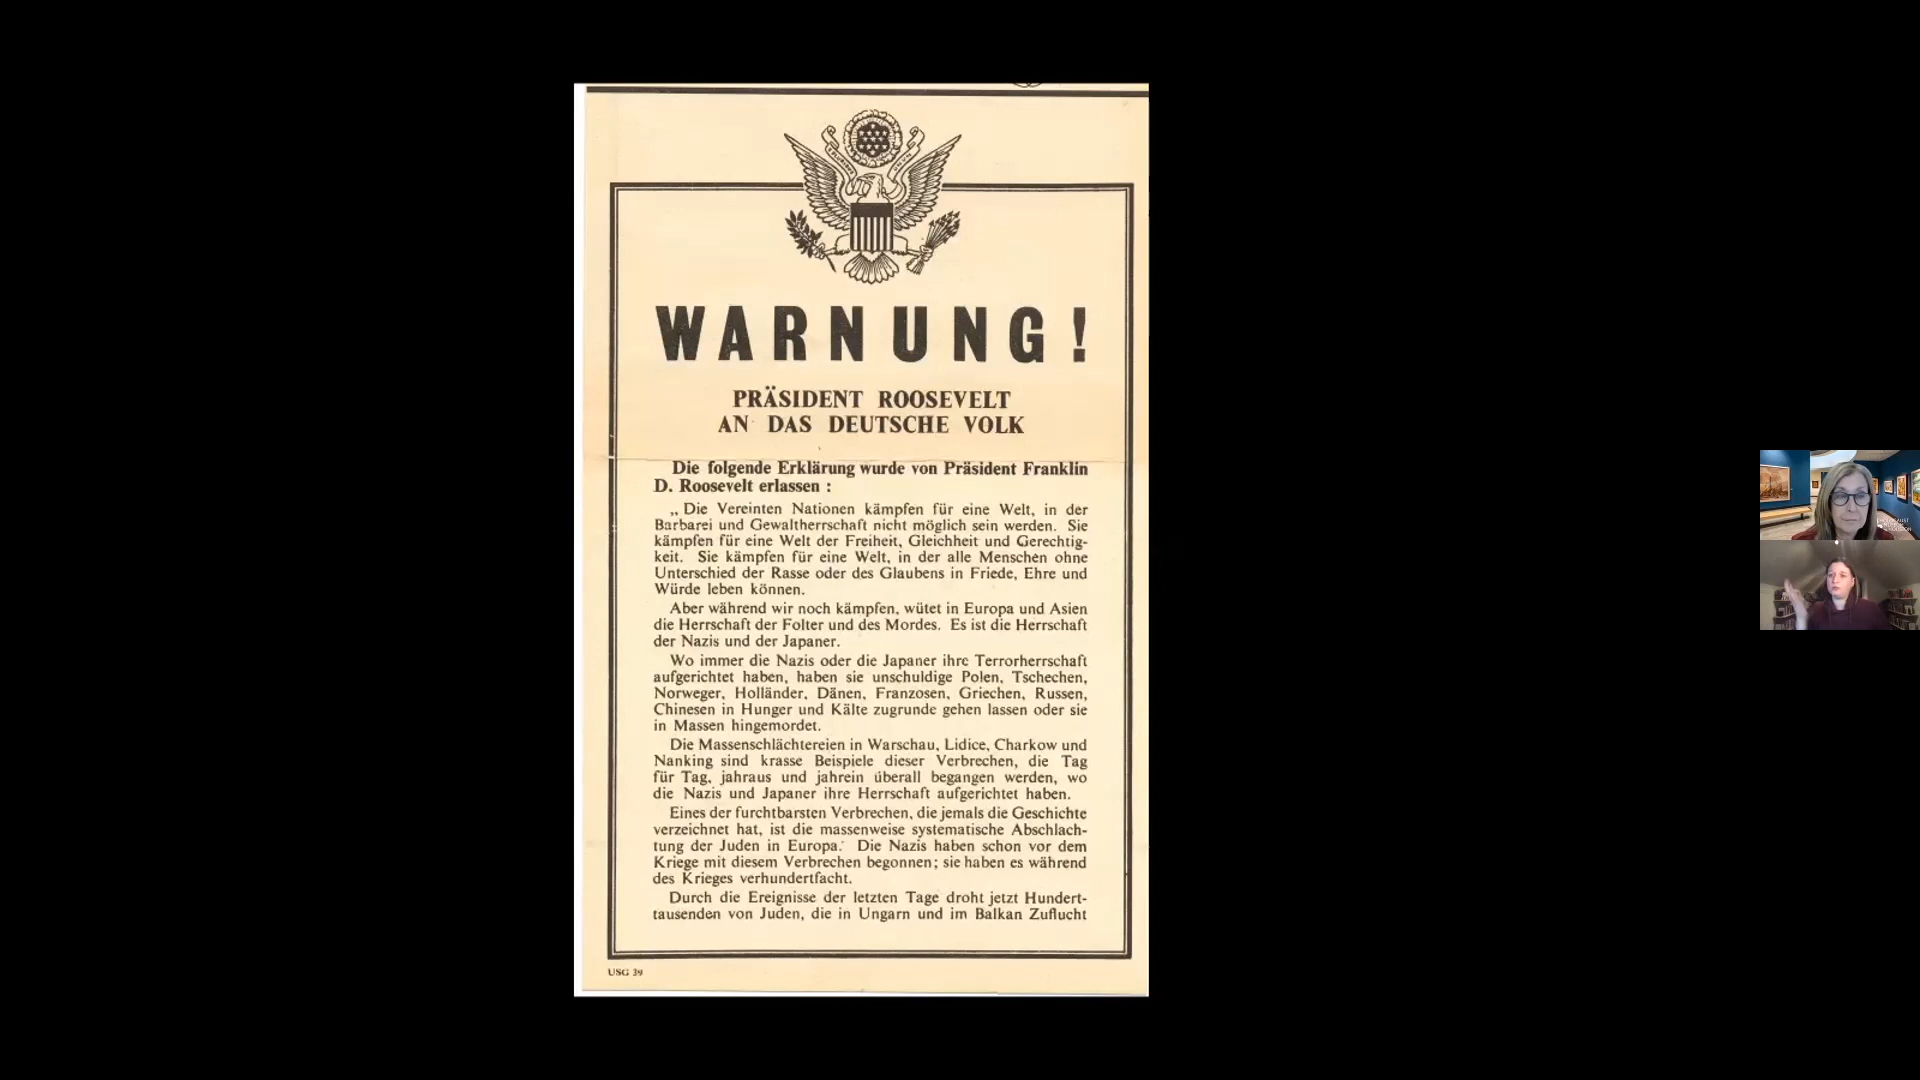 WARNUNG!
PRÄSIDENT ROOSEVELT
AN DAS DEUTSCHE VOLK
Die folgende Erklärung wurde von Präsident Franklin
D. Roosevelt erlassen :
„ Die Vereinten Nationen kämpfen für eine Welt, in der
Barbarei und Gewaltherrschaft nicht möglich sein werden. Sie
kämpfen für eine Welt der Freiheit, Gleichheit und Gerechtig-
keit. Sie kämpfen für eine Welt, in der alle Menschen ohne
Unterschied der Rasse oder des Glaubens in Friede, Ehre und
Würde leben können.
Aber während wir noch kämpfen, wütet in Europa und Asien
die Herrschaft der Folter und des Mordes. Es ist die Herrschaft
der Nazis und der Japaner.
Wo immer die Nazis oder die Japaner ihre Terrorherrschaft
aufgerichtet haben, haben sie unschuldige Polen, Tschechen,
Norweger, Holländer, Dänen, Franzosen, Griechen, Russen,
Chinesen in Hunger und Kälte zugrunde gehen lassen oder sie
in Massen hingemordet.
Die Massenschlächtereien in Warschau, Lidice, Charkow und
Nanking sind krasse Beispiele dieser Verbrechen, die Tag
für Tag, jahraus und jahrein überall begangen werden, wo
die Nazis und Japaner ihre Herrschaft aufgerichtet haben.
Eines der furchtbarsten Verbrechen, die jemals die Geschichte
verzeichnet hat, ist die massenweise systematische Abschlach-
tung der Juden in Europa. Die Nazis haben schon vor dem
Kriege mit diesem Verbrechen begonnen; sie haben es während
des Krieges verhundertfacht.
Durch die Ereignisse der letzten Tage droht jetzt Hundert-
tausenden von Juden, die in Ungarn und im Balkan Zuflucht
USG 39